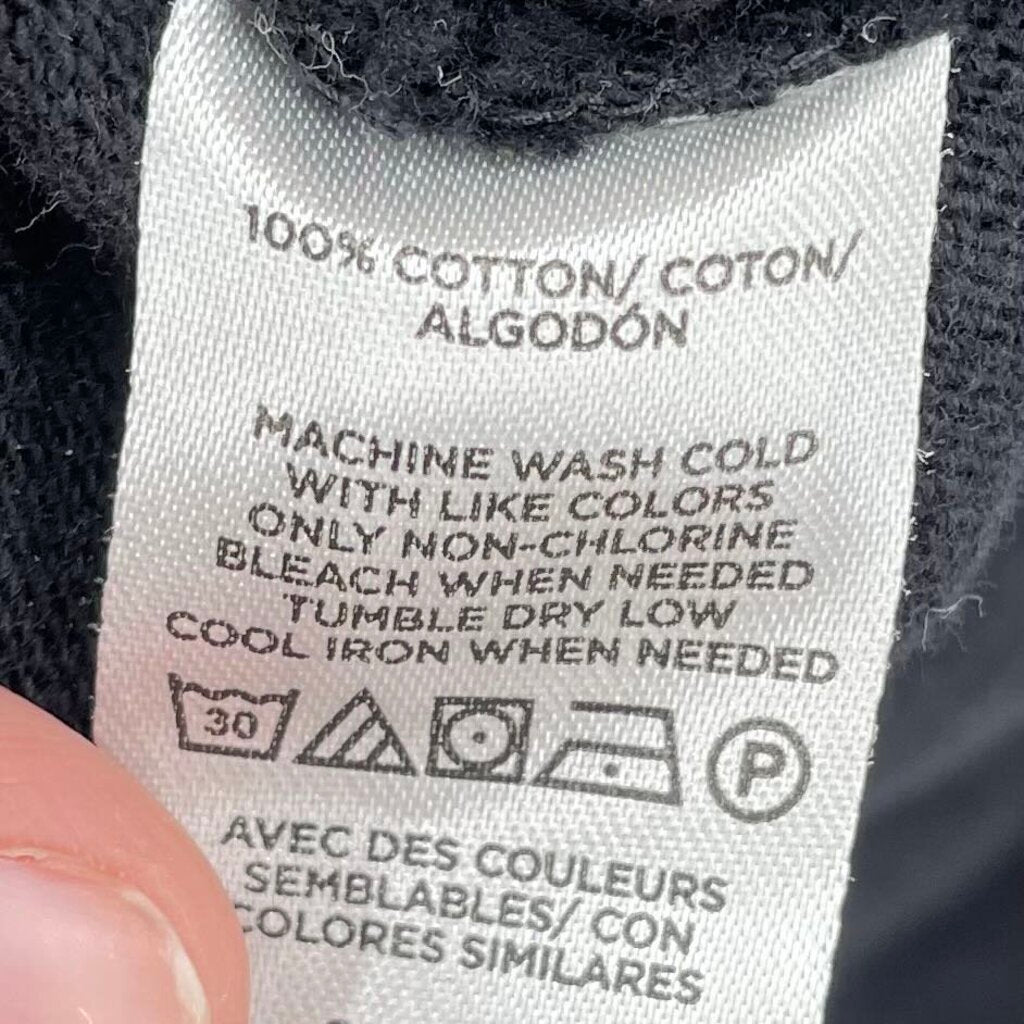 100% COTTON/ COTON/
ALGODÓN
MACHINE WASH COLD
WITH LIKE COLORS
ONLY NON-CHLORINE
BLEACH WHEN NEEDED
TUMBLE DRY LOW
COOL IRON WHEN NEEDED
30 P
AVEC DES COULEURS
SEMBLABLES/ CON
COLORES SIMILARES